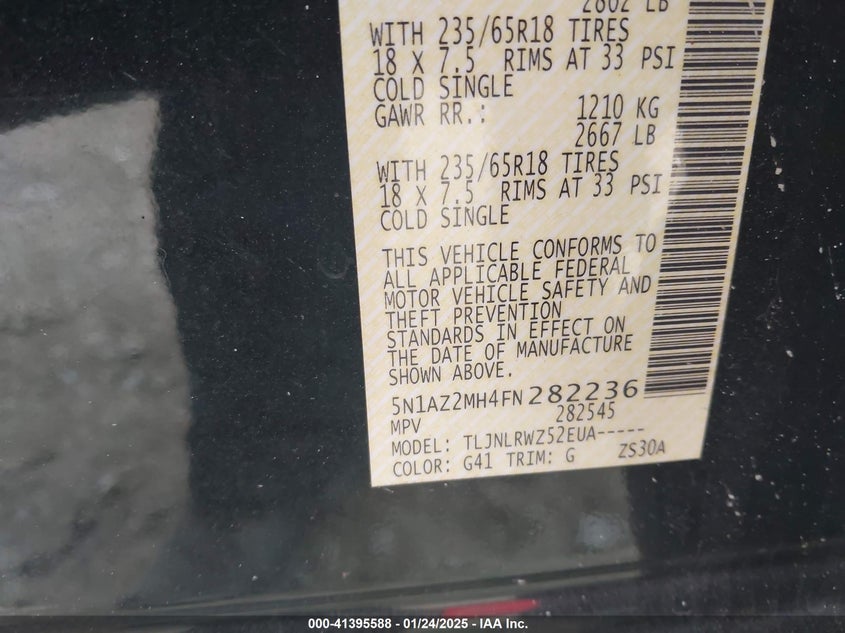 2802 LB
WITH 235/65R18 TIRES
18 X 7.5 RIMS AT 33 PSI
COLD SINGLE
GAWR RR.: 1210 KG
2667 LB
WITH 235/65R18 TIRES
18 X 7.5 RIMS AT 33 PSI
COLD SINGLE
THIS VEHICLE CONFORMS TO
ALL APPLICABLE FEDERAL
MOTOR VEHICLE SAFETY AND
THEFT PREVENTION
STANDARDS IN EFFECT ON
THE DATE OF MANUFACTURE
SHOWN ABOVE.
5N1AZ2MH4FN282236
MPV 282545
MODEL: TLJNLRWZ52EUA-----
COLOR: G41 TRIM: G ZS30A
000-41395588 - 01/24/2025 - IAA Inc.